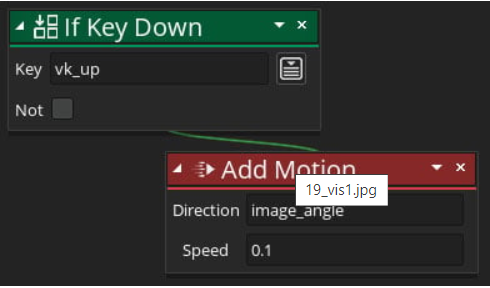 If Key Down
Key vk_up
Not
Add Motion
19_vis1.jpg
Direction image_angle
Speed 0.1